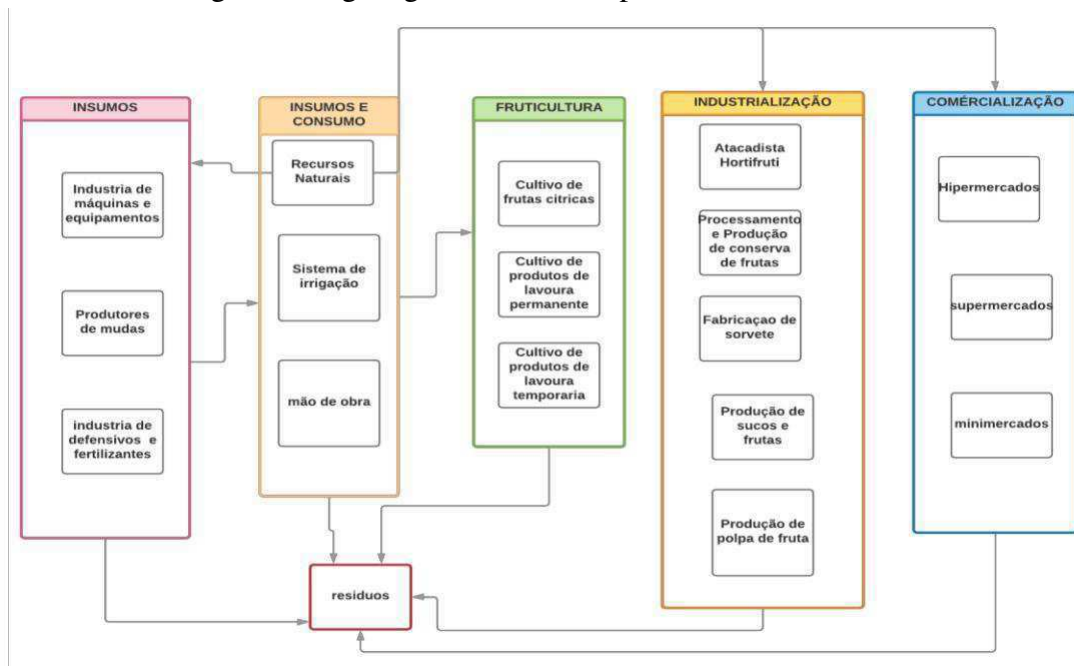 INSUMOS
Industria de
máquinas e
equipamentos
Produtores
de mudas
industria de
defensivos e
fertilizantes
INSUMOS E
CONSUMO
Recursos
Naturais
Sistema de
irrigação
mão de obra
FRUTICULTURA
Cultivo de
frutas citricas
Cultivo de
produtos de
lavoura
permanente
Cultivo de
produtos de
lavoura
temporaria
INDUSTRIALIZAÇÃO
Atacadista
Hortifruti
Processamento
e Produção
de conserva
de frutas
Fabricaçao de
sorvete
Produção de
sucos e
frutas
Produção de
polpa de fruta
COMÉRCIALIZAÇÃO
Hipermercados
supermercados
minimercados
residuos